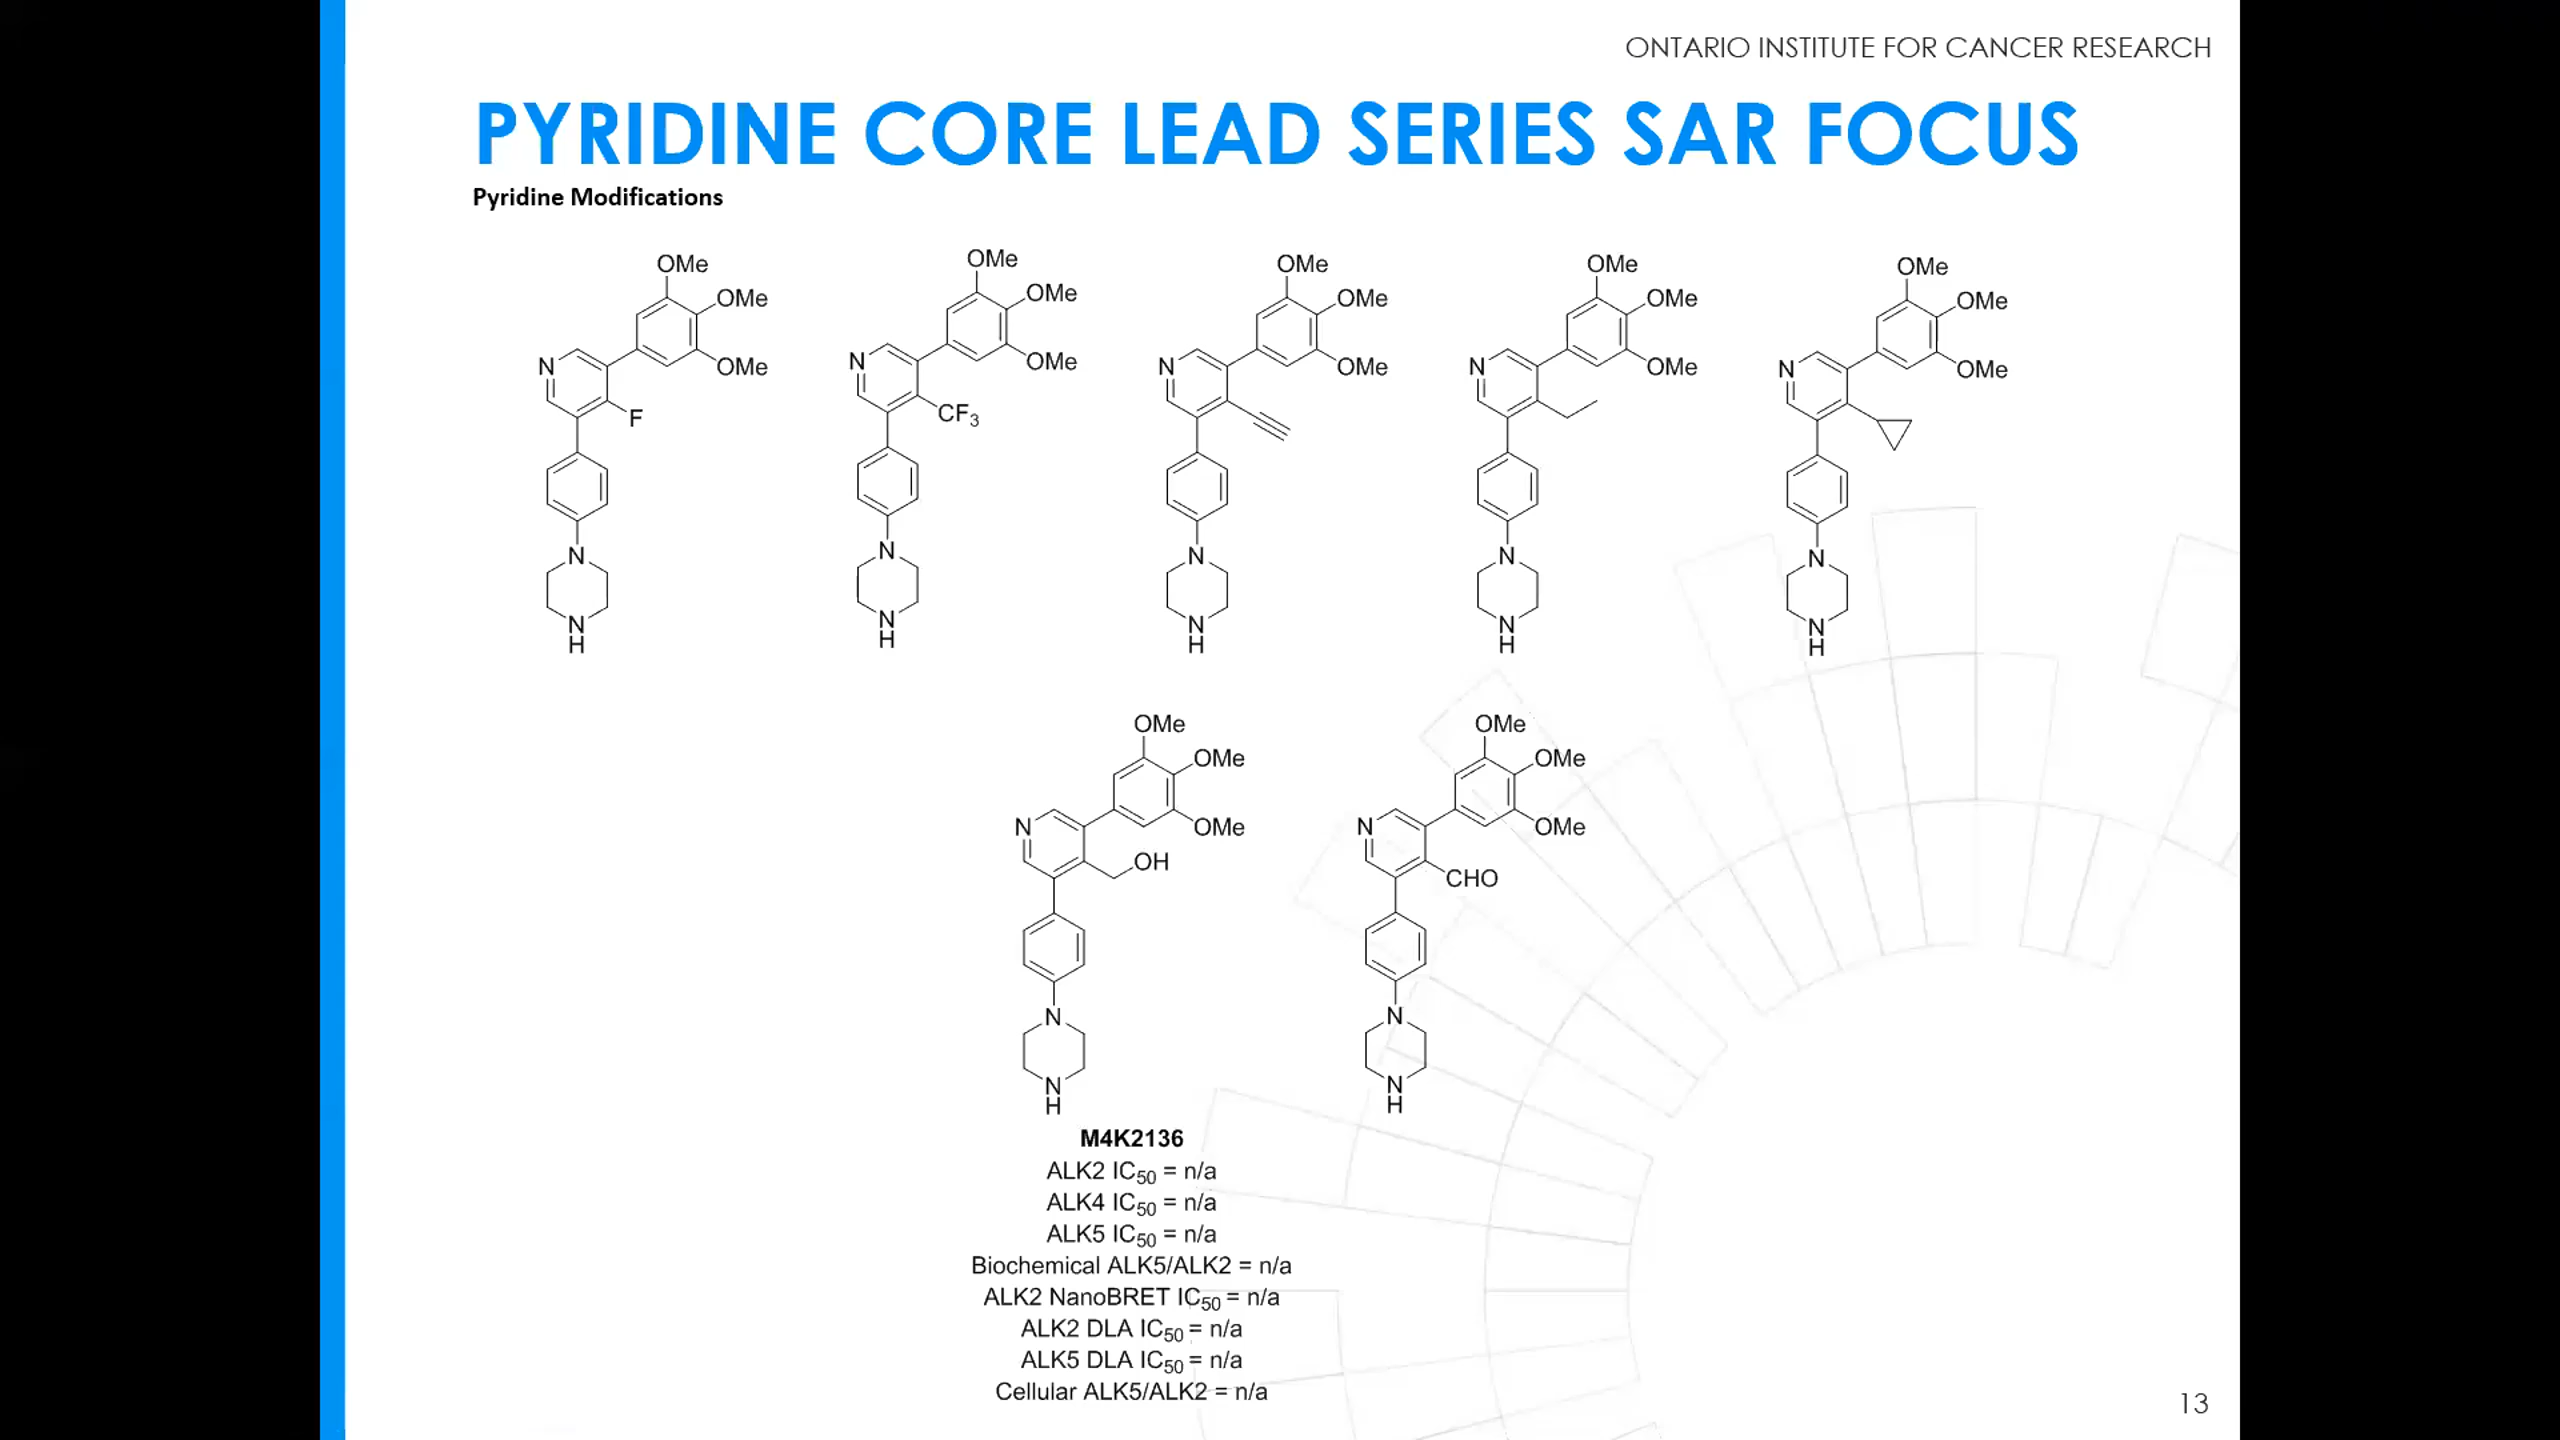 ONTARIO INSTITUTE FOR CANCER RESEARCH
PYRIDINE CORE LEAD SERIES SAR FOCUS
Pyridine Modifications
OMe
OMe
OMe
N
F
N
N
H
OMe
OMe
OMe
N
CF3
N
N
H
OMe
OMe
OMe
N
N
N
H
OMe
OMe
OMe
N
N
N
H
OMe
OMe
OMe
N
N
N
H
OMe
OMe
OMe
N
OH
N
N
H
OMe
OMe
OMe
N
CHO
N
N
H
M4K2136
ALK2 IC50 = n/a
ALK4 IC50 = n/a
ALK5 IC50 = n/a
Biochemical ALK5/ALK2 = n/a
ALK2 NanoBRET IC50 = n/a
ALK2 DLA IC50 = n/a
ALK5 DLA IC50 = n/a
Cellular ALK5/ALK2 = n/a
13